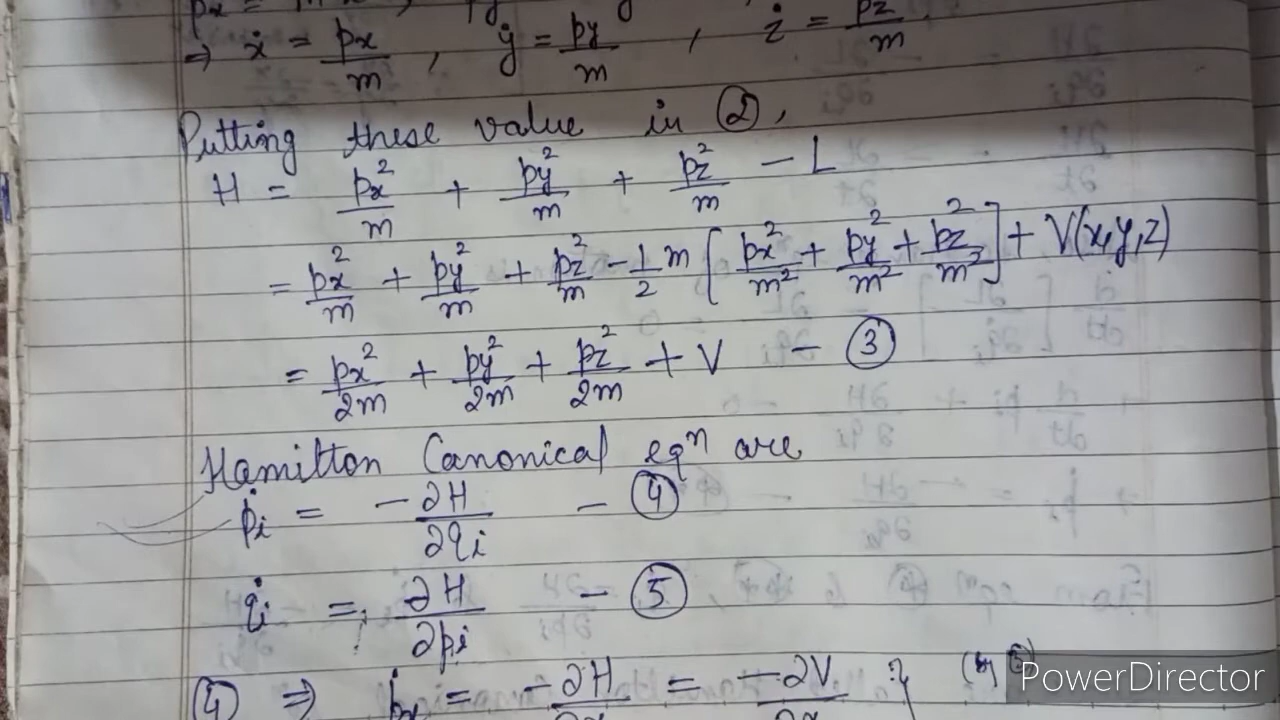 px = m
⇒ ẋ = px/m , ẏ = py/m , ż = pz/m
Putting these value in ②,
H = px²/m + py²/m + pz²/m - L
= px²/m + py²/m + pz²/m - 1/2 m [px²/m² + py²/m² + pz²/m²] + V(x,y,z)
= px²/2m + py²/2m + pz²/2m + V - ③
Hamilton Canonical eqⁿ are
ṗi = -∂H/∂qi - ④
q̇i = ∂H/∂pi - ⑤
④ ⇒ ṗx = -∂H/∂x = -∂V/∂x
PowerDirector